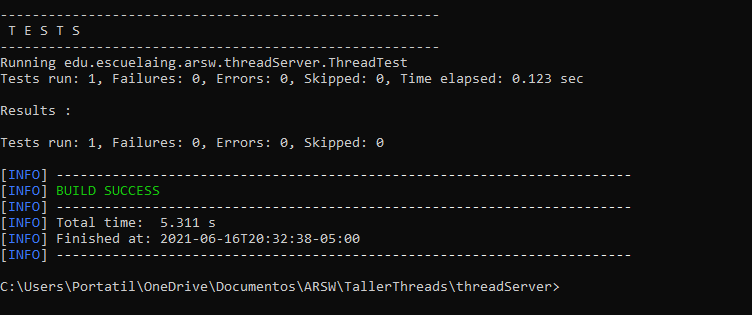 -------------------------------------------------------
 T E S T S
-------------------------------------------------------
Running edu.escuelaing.arsw.threadServer.ThreadTest
Tests run: 1, Failures: 0, Errors: 0, Skipped: 0, Time elapsed: 0.123 sec

Results :

Tests run: 1, Failures: 0, Errors: 0, Skipped: 0

[INFO] ------------------------------------------------------------------------
[INFO] BUILD SUCCESS
[INFO] ------------------------------------------------------------------------
[INFO] Total time:  5.311 s
[INFO] Finished at: 2021-06-16T20:32:38-05:00
[INFO] ------------------------------------------------------------------------

C:\Users\Portatil\OneDrive\Documentos\ARSW\TallerThreads\threadServer>